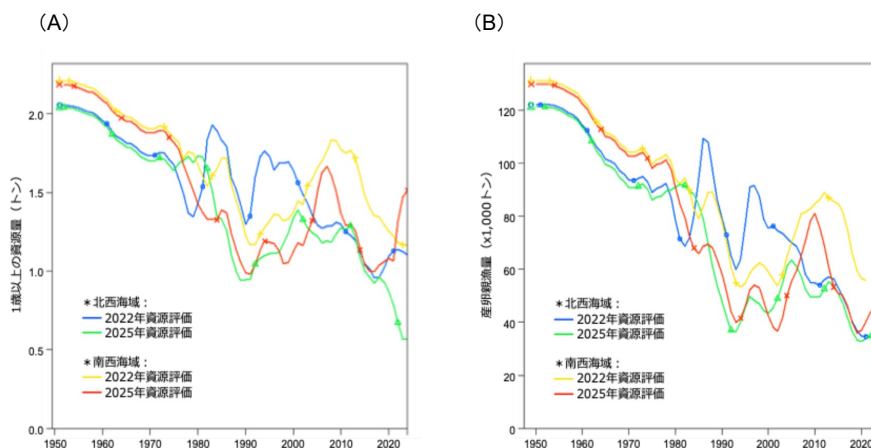 （A）
（B）
1歳以上の資源量（トン）
2.0
1.5
1.0
0.5
0.0
＊北西海域：
2022年資源評価
2025年資源評価
＊南西海域：
2022年資源評価
2025年資源評価
1950 1960 1970 1980 1990 2000 2010 2020
産卵親漁量（x1,000トン）
120
100
80
60
40
20
0
＊北西海域：
2022年資源評価
2025年資源評価
＊南西海域：
2022年資源評価
2025年資源評価
1950 1960 1970 1980 1990 2000 2010 2020